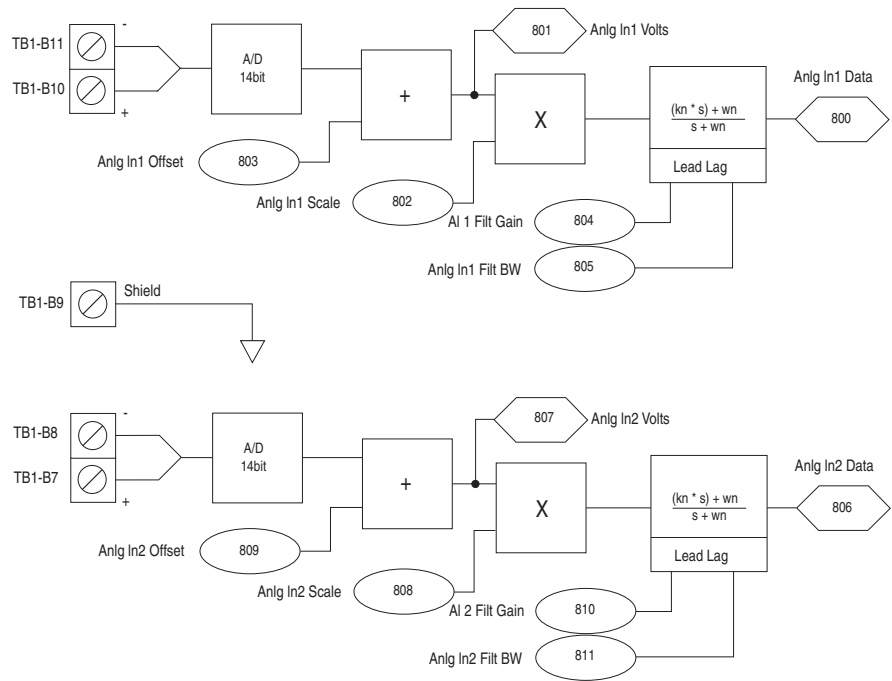 -
TB1-B11
A/D
14bit
TB1-B10
+
+
801
Anlg In1 Volts
X
(kn * s) + wn
s + wn
Lead Lag
Anlg In1 Data
800
Anlg In1 Offset
803
Anlg In1 Scale
802
AI 1 Filt Gain
804
Anlg In1 Filt BW
805
TB1-B9
Shield
-
TB1-B8
A/D
14bit
TB1-B7
+
+
807
Anlg In2 Volts
X
(kn * s) + wn
s + wn
Lead Lag
Anlg In2 Data
806
Anlg In2 Offset
809
Anlg In2 Scale
808
AI 2 Filt Gain
810
Anlg In2 Filt BW
811